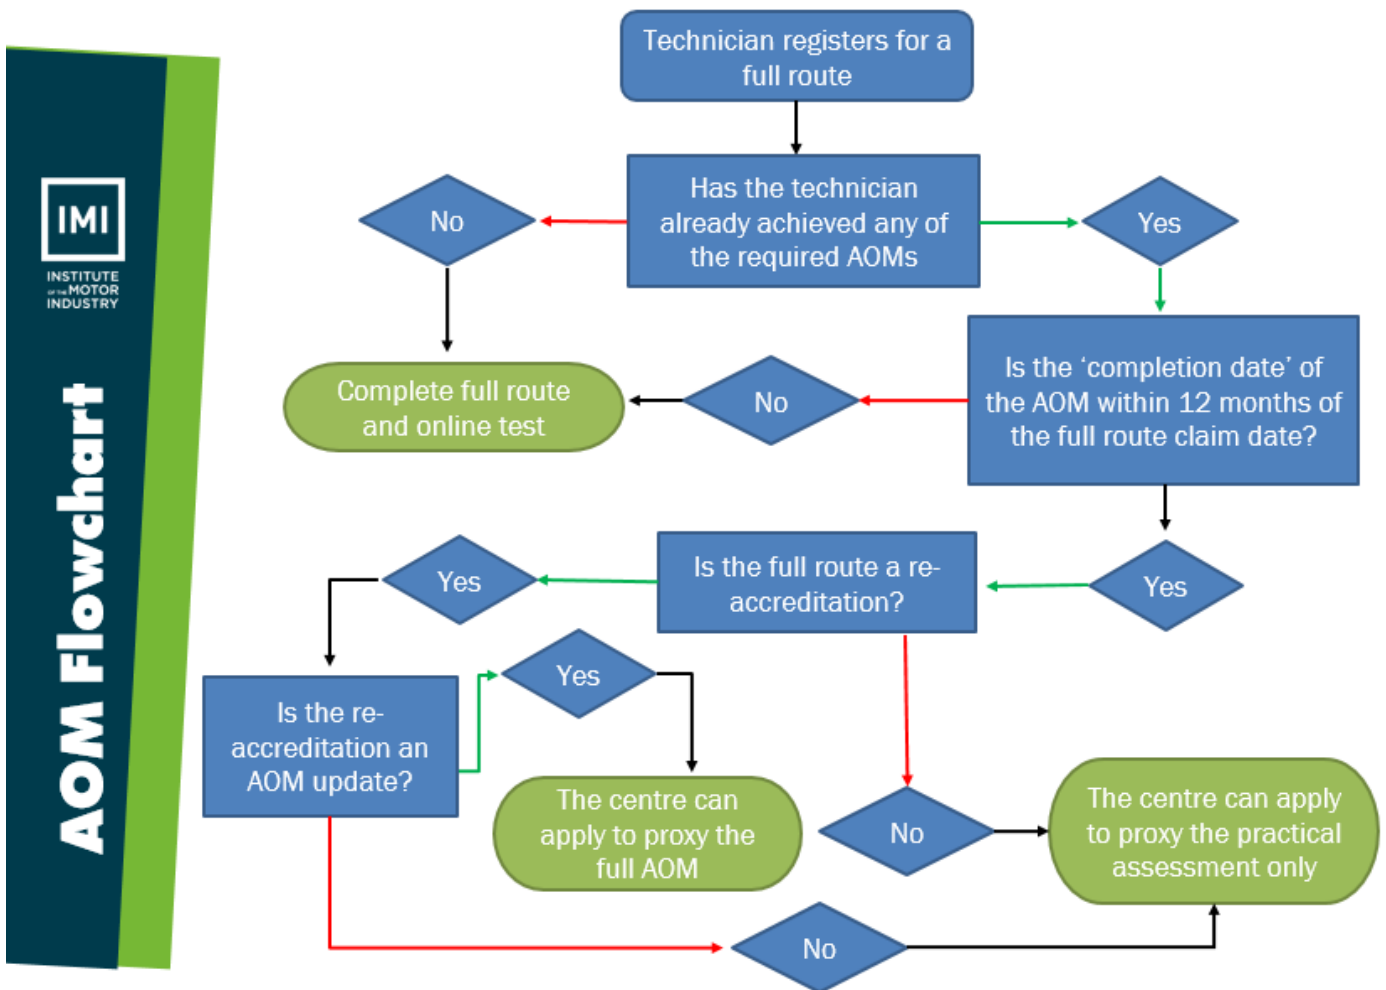 Technician registers for a
full route
Has the technician
already achieved any of
the required AOMs
No
Yes
Is the ‘completion date’ of
the AOM within 12 months of
the full route claim date?
No
Complete full route
and online test
Yes
Is the full route a re-
accreditation?
Yes
Is the re-
accreditation an
AOM update?
Yes
The centre can
apply to proxy the
full AOM
No
The centre can apply
to proxy the practical
assessment only
No
IMI
INSTITUTE
OF THE MOTOR
INDUSTRY
AOM Flowchart